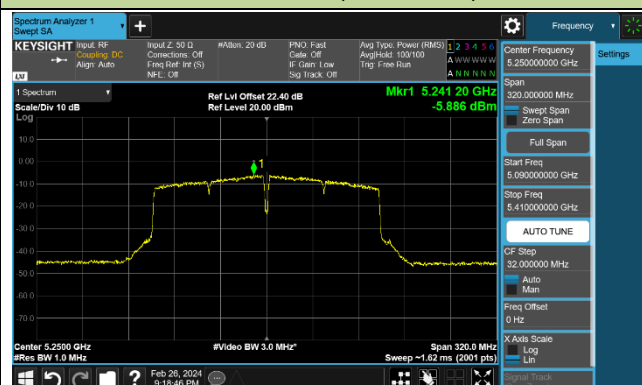 Spectrum Analyzer 1
Swept SA
Frequency
KEYSIGHT
Input: RF
Coupling: DC
Align: Auto
Input Z: 50 Ω
Corrections: Off
Freq Ref: Int (S)
NFE: Off
#Atten: 20 dB
PNO: Fast
Gate: Off
IF Gain: Low
Sig Track: Off
Avg Type: Power (RMS)
Avg|Hold: 100/100
Trig: Free Run
1 2 3 4 5 6
A W W W W W
A N N N N N
LXI
1 Spectrum
Scale/Div 10 dB
Log
Ref Lvl Offset 22.40 dB
Ref Level 20.00 dBm
Mkr1 5.241 20 GHz
-5.886 dBm
10.0
0.00
-10.0
-20.0
-30.0
-40.0
-50.0
-60.0
-70.0
1
Center 5.2500 GHz
#Res BW 1.0 MHz
#Video BW 3.0 MHz*
Span 320.0 MHz
Sweep ~1.62 ms (2001 pts)
Center Frequency
5.250000000 GHz
Settings
Span
320.000000 MHz
Swept Span
Zero Span
Full Span
Start Freq
5.090000000 GHz
Stop Freq
5.410000000 GHz
AUTO TUNE
CF Step
32.000000 MHz
Auto
Man
Freq Offset
0 Hz
X Axis Scale
Log
Lin
Signal Track
Feb 26, 2024
9:18:46 PM